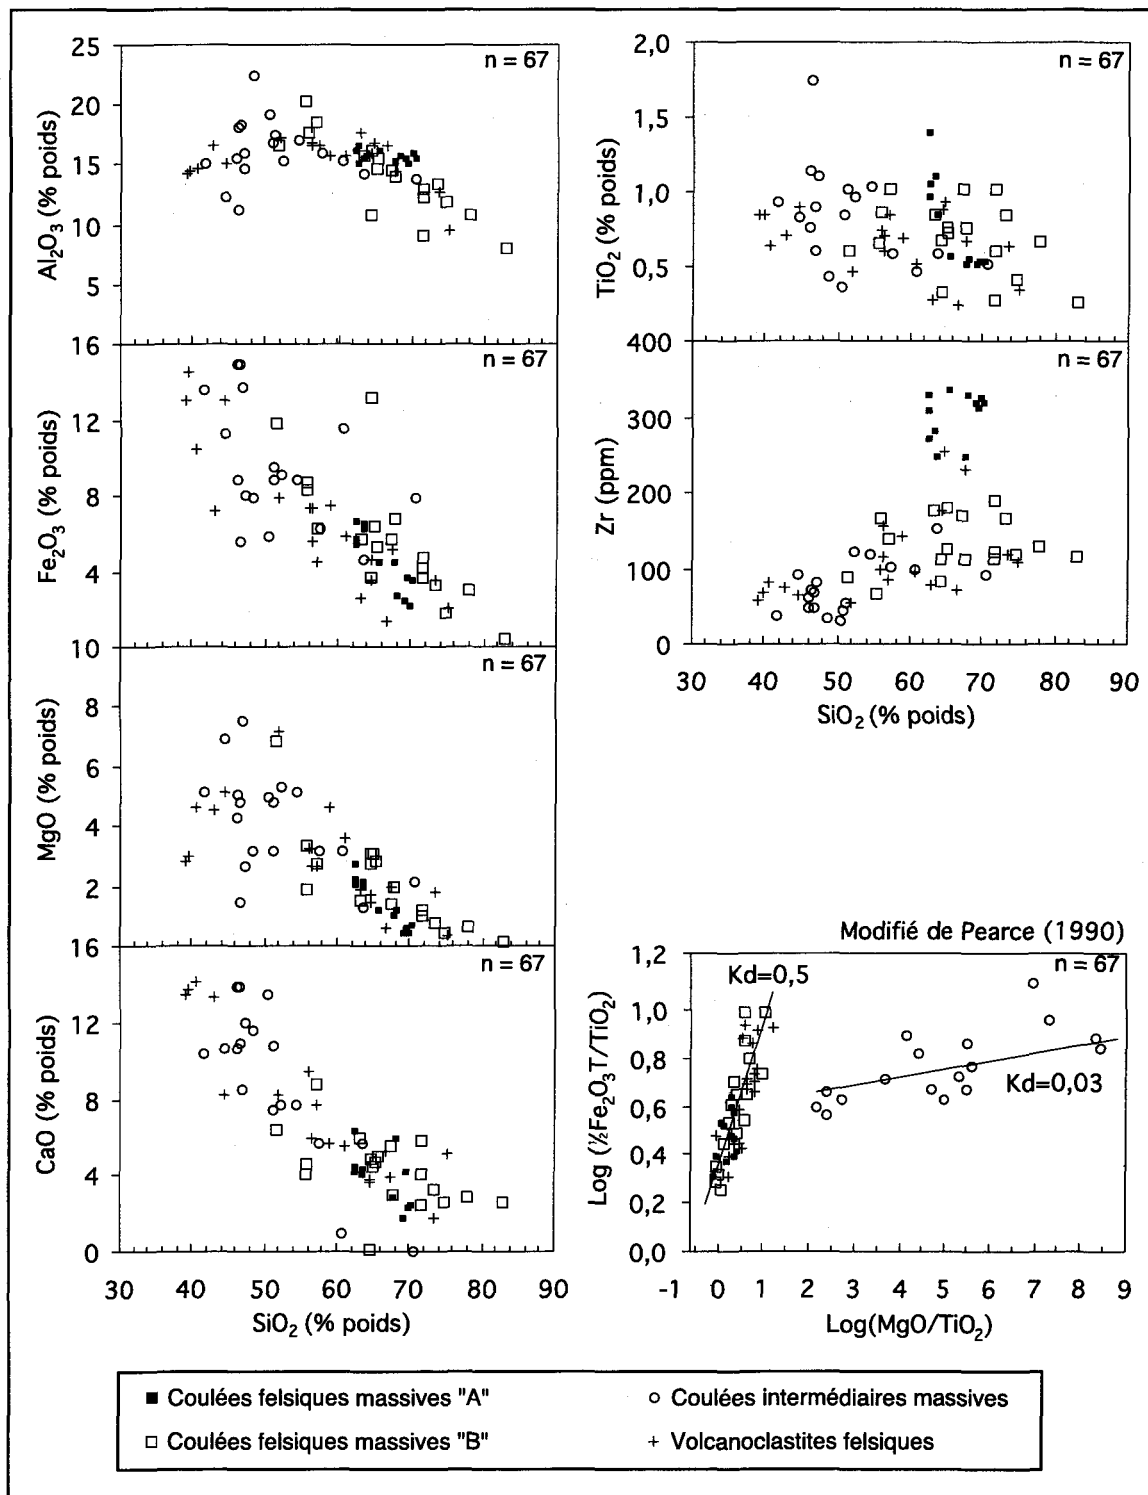 25
20
15
10
5
Al₂O₃ (% poids)
n = 67
16
12
8
4
Fe₂O₃ (% poids)
n = 67
10
8
6
4
2
MgO (% poids)
n = 67
16
12
8
4
0
CaO (% poids)
n = 67
30 40 50 60 70 80 90
SiO₂ (% poids)
2,0
1,5
1,0
0,5
TiO₂ (% poids)
n = 67
400
300
200
100
0
Zr (ppm)
n = 67
30 40 50 60 70 80 90
SiO₂ (% poids)
Modifié de Pearce (1990)
1,2
1,0
0,8
0,6
0,4
0,2
0,0
Log (½Fe₂O₃T/TiO₂)
n = 67
Kd=0,5
Kd=0,03
-1 0 1 2 3 4 5 6 7 8 9
Log(MgO/TiO₂)
Coulées felsiques massives "A"
Coulées intermédiaires massives
Coulées felsiques massives "B"
Volcanoclastites felsiques